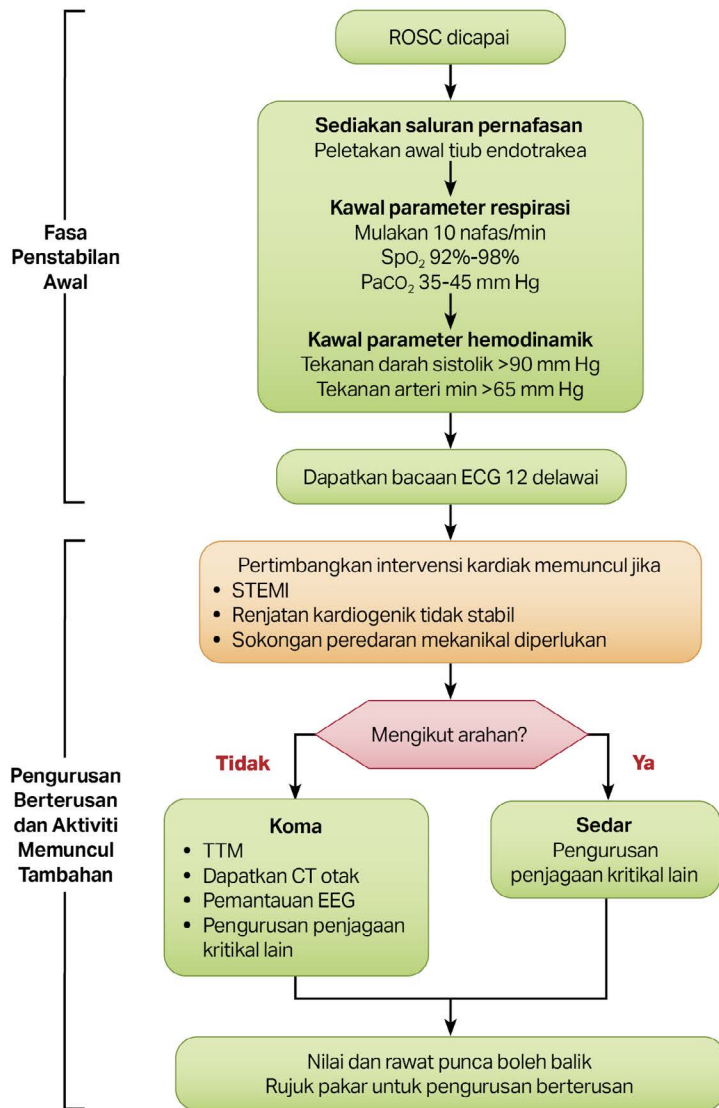 ROSC dicapai
Sediakan saluran pernafasan
Peletakan awal tiub endotrakea
Kawal parameter respirasi
Mulakan 10 nafas/min
SpO₂ 92%-98%
PaCO₂ 35-45 mm Hg
Kawal parameter hemodinamik
Tekanan darah sistolik >90 mm Hg
Tekanan arteri min >65 mm Hg
Fasa
Penstabilan
Awal
Dapatkan bacaan ECG 12 delawai
Pertimbangkan intervensi kardiak memuncul jika
• STEMI
• Renjatan kardiogenik tidak stabil
• Sokongan peredaran mekanikal diperlukan
Mengikut arahan?
Tidak
Ya
Pengurusan
Berterusan
dan Aktiviti
Memuncul
Tambahan
Koma
• TTM
• Dapatkan CT otak
• Pemantauan EEG
• Pengurusan penjagaan
kritikal lain
Sedar
Pengurusan
penjagaan kritikal lain
Nilai dan rawat punca boleh balik
Rujuk pakar untuk pengurusan berterusan